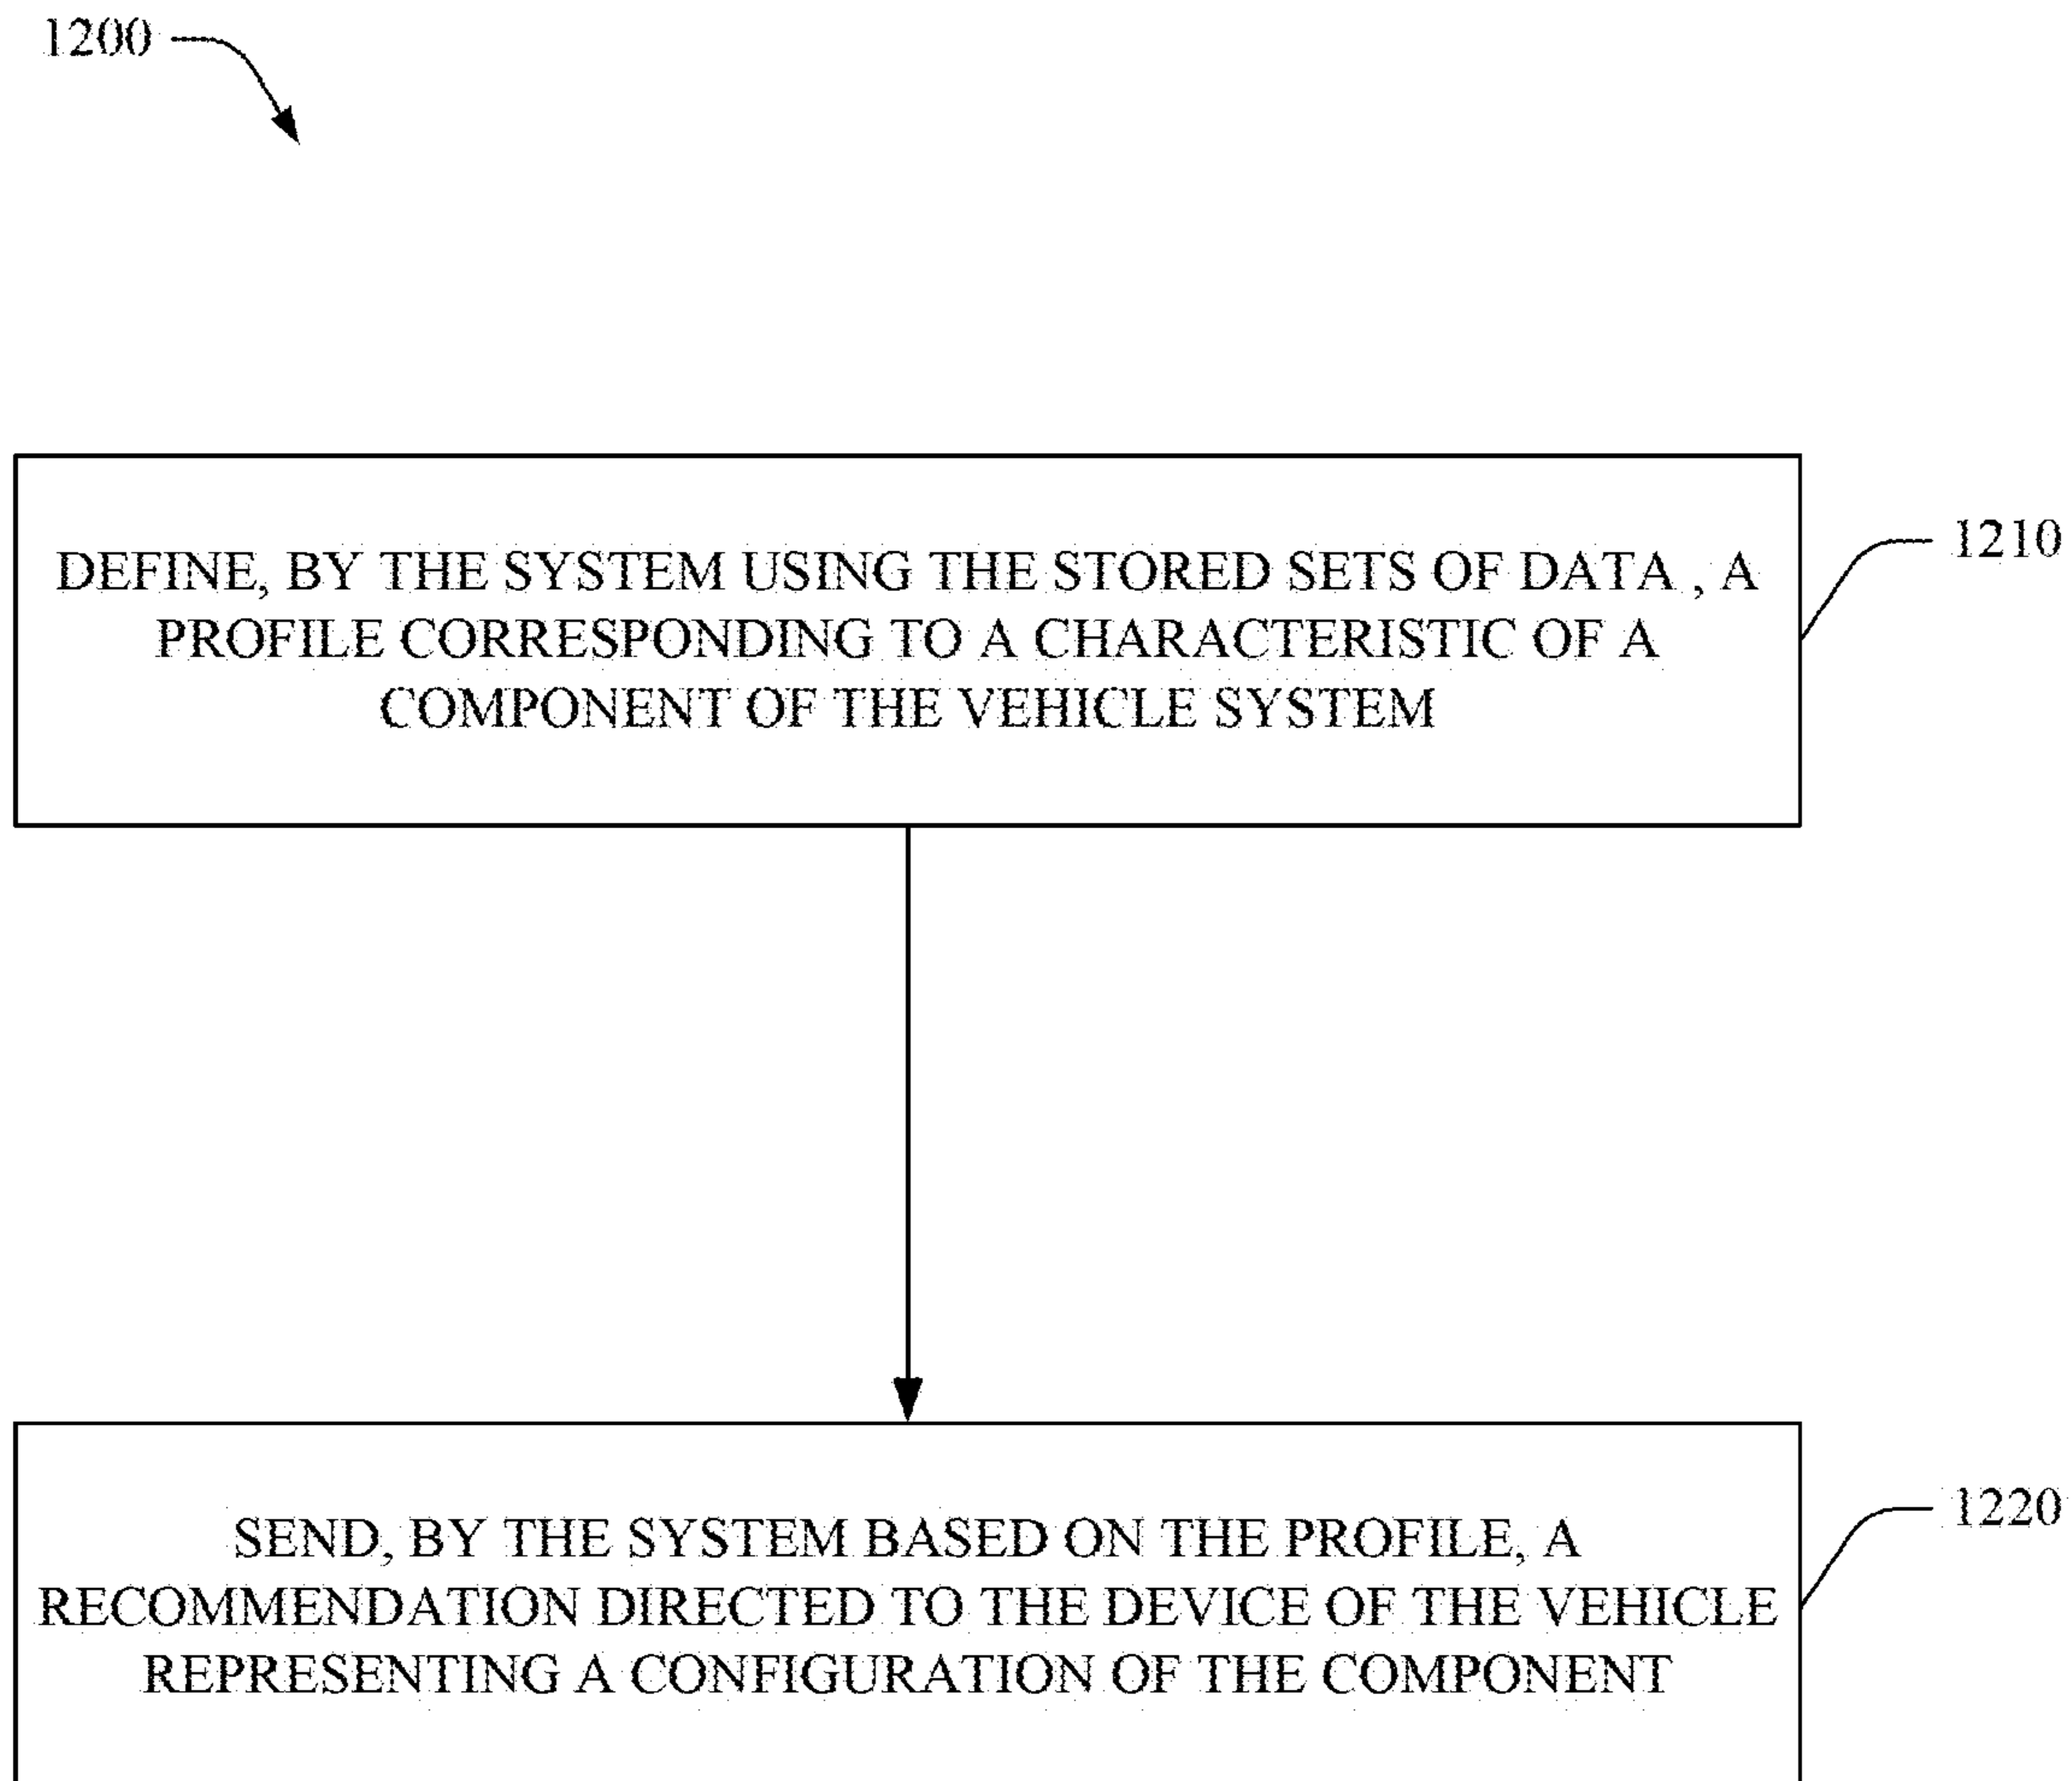 1200
DEFINE, BY THE SYSTEM USING THE STORED SETS OF DATA , A
PROFILE CORRESPONDING TO A CHARACTERISTIC OF A
COMPONENT OF THE VEHICLE SYSTEM
1210
SEND, BY THE SYSTEM BASED ON THE PROFILE, A
RECOMMENDATION DIRECTED TO THE DEVICE OF THE VEHICLE
REPRESENTING A CONFIGURATION OF THE COMPONENT
1220